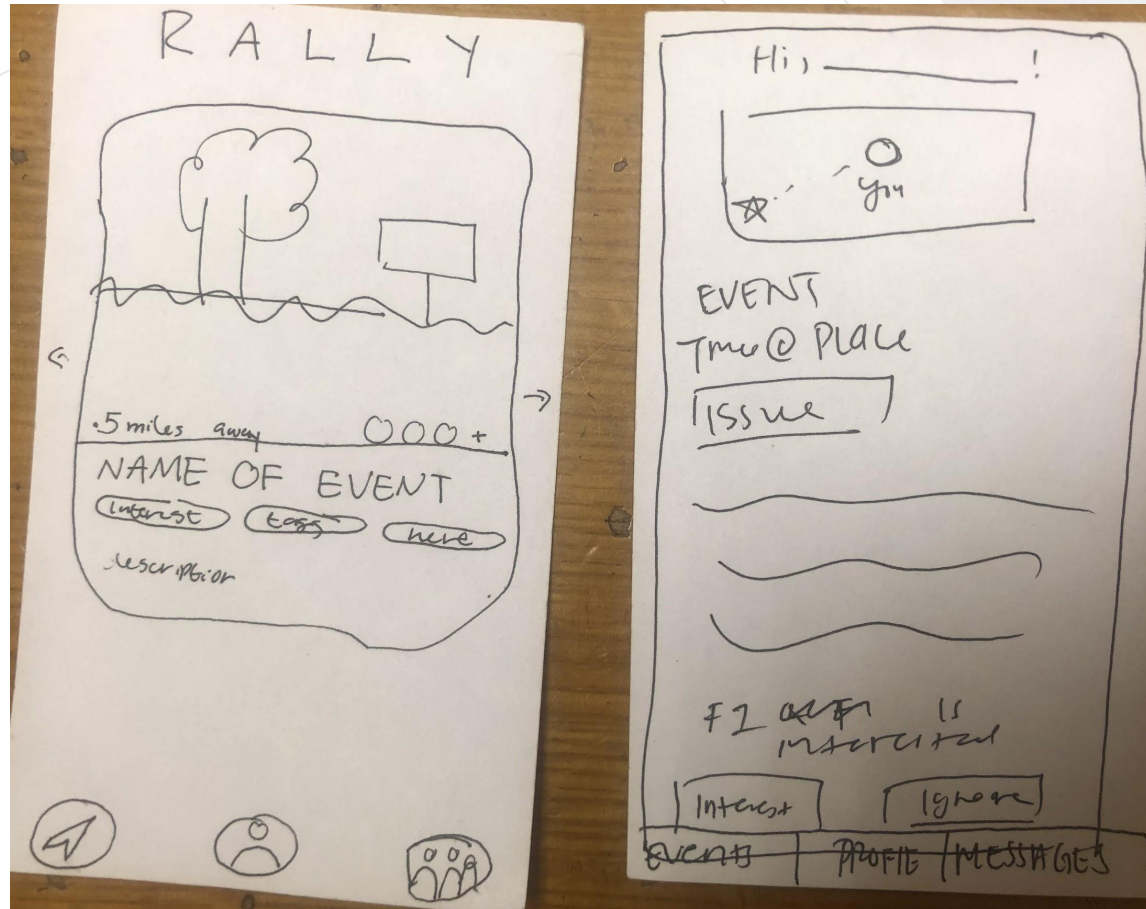 RALLY
.5 miles away
+
NAME OF EVENT
interest tags here
description
Hi, !
You
EVENT
Time @ PLACE
ISSUE
is
interested
Interest Ignore
EVENTS PROFILE MESSAGES